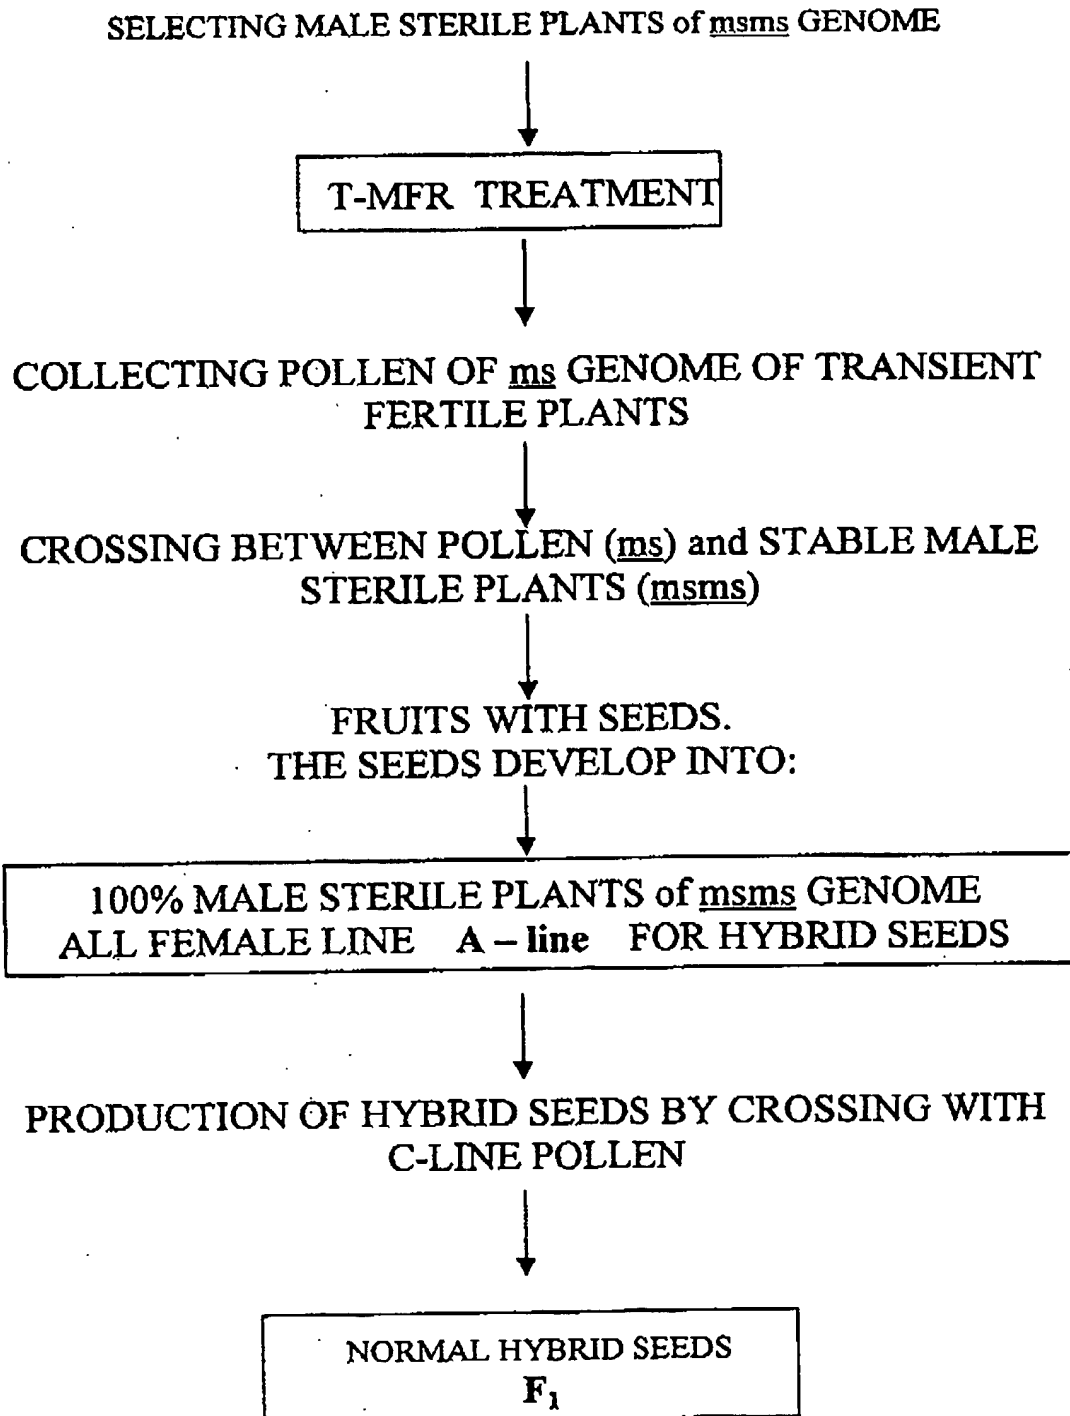 SELECTING MALE STERILE PLANTS of msms GENOME
T-MFR TREATMENT
COLLECTING POLLEN OF ms GENOME OF TRANSIENT
FERTILE PLANTS
CROSSING BETWEEN POLLEN (ms) and STABLE MALE
STERILE PLANTS (msms)
FRUITS WITH SEEDS.
THE SEEDS DEVELOP INTO:
100% MALE STERILE PLANTS of msms GENOME
ALL FEMALE LINE A – line FOR HYBRID SEEDS
PRODUCTION OF HYBRID SEEDS BY CROSSING WITH
C-LINE POLLEN
NORMAL HYBRID SEEDS
F₁